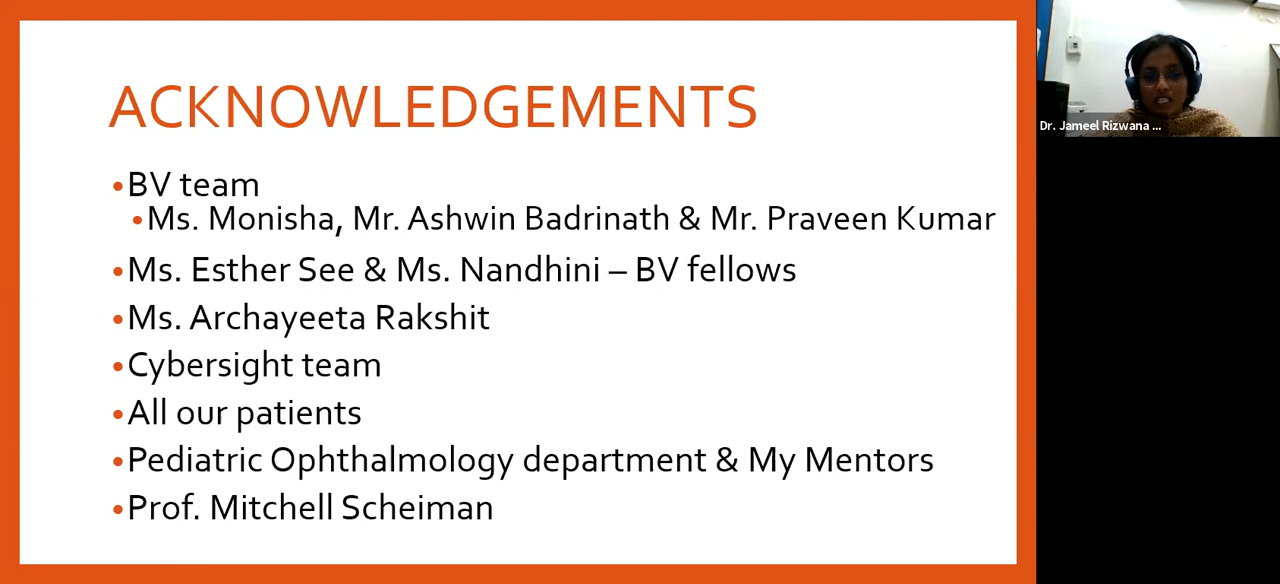 ACKNOWLEDGEMENTS
•BV team
•Ms. Monisha, Mr. Ashwin Badrinath & Mr. Praveen Kumar
•Ms. Esther See & Ms. Nandhini – BV fellows
•Ms. Archayeeta Rakshit
•Cybersight team
•All our patients
•Pediatric Ophthalmology department & My Mentors
•Prof. Mitchell Scheiman
Dr. Jameel Rizwana ...